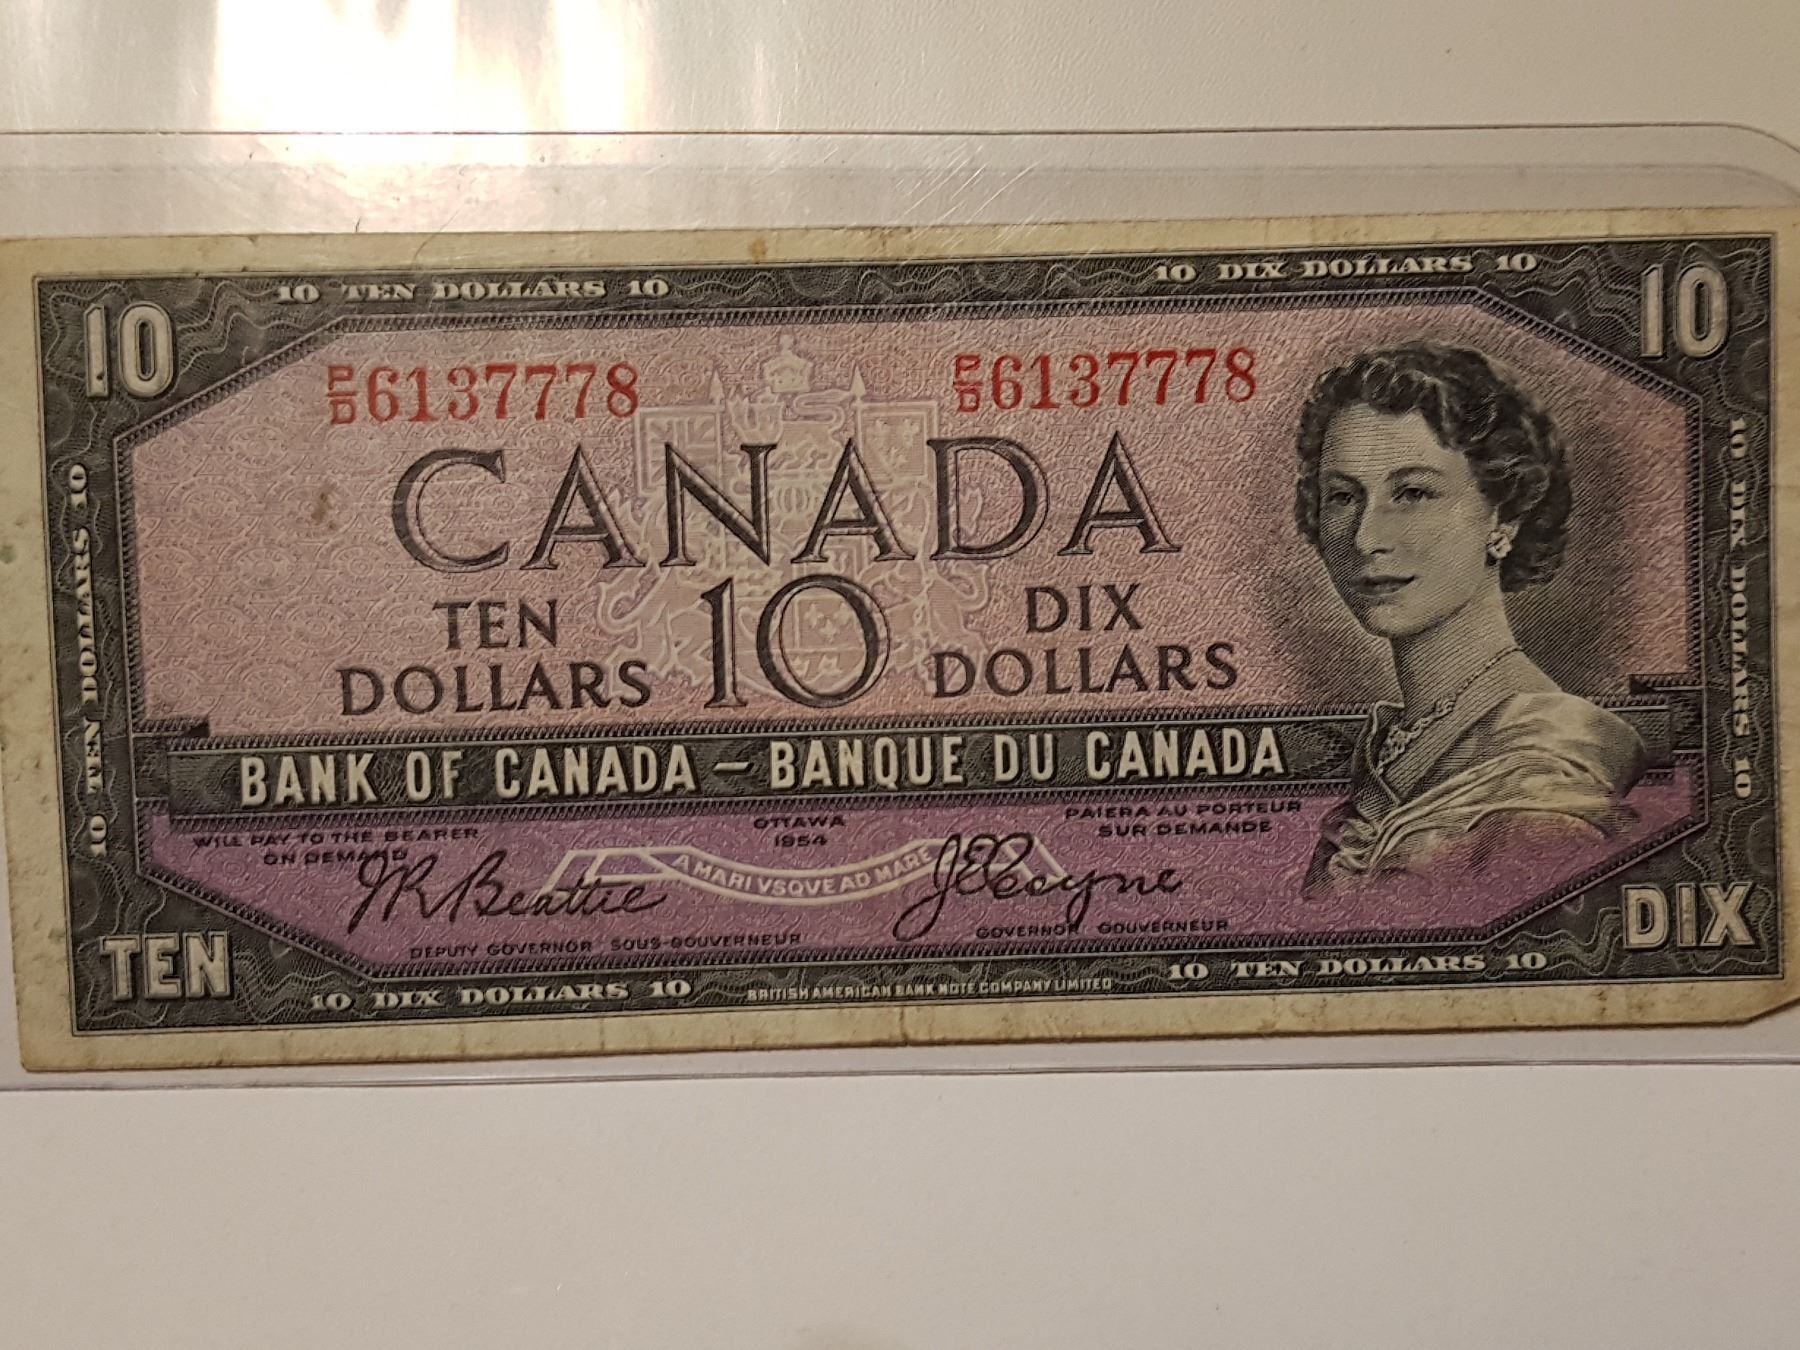 10 TEN DOLLARS 10
10 DIX DOLLARS 10
10
10
P/D 6137778
P/D 6137778
CANADA
TEN DOLLARS
10
DIX DOLLARS
10 TEN DOLLARS 10
10 DIX DOLLARS 10
BANK OF CANADA – BANQUE DU CANADA
WILL PAY TO THE BEARER
ON DEMAND
OTTAWA
1954
PAIERA AU PORTEUR
SUR DEMANDE
A MARI VSQVE AD MARE
JR Beattie
J E Coyne
DEPUTY GOVERNOR SOUS-GOUVERNEUR
GOVERNOR GOUVERNEUR
TEN
DIX
10 DIX DOLLARS 10
BRITISH AMERICAN BANK NOTE COMPANY LIMITED
10 TEN DOLLARS 10